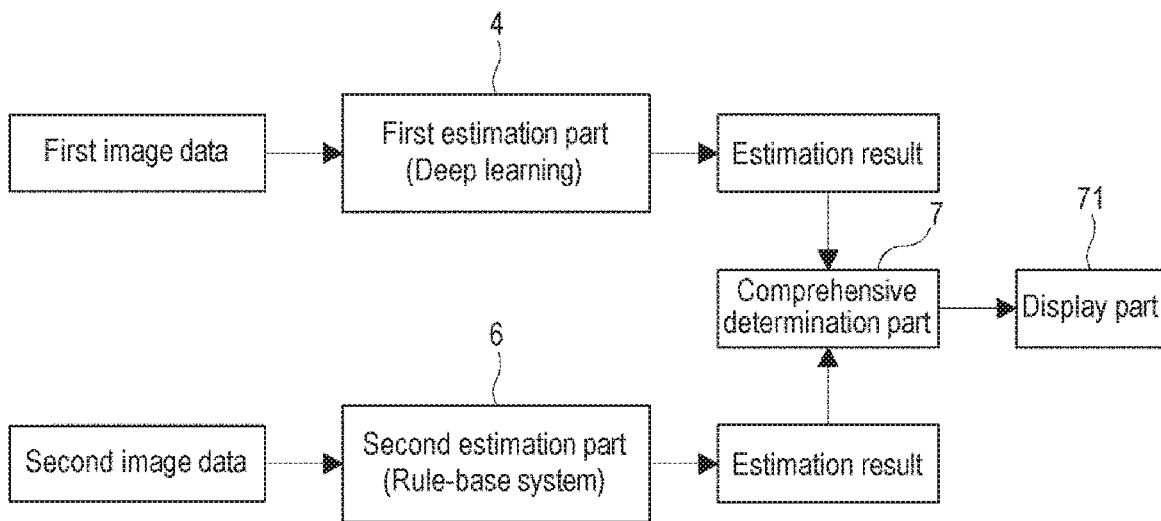 4
First image data
First estimation part
(Deep learning)
Estimation result
7
71
Comprehensive
determination part
Display part
6
Second image data
Second estimation part
(Rule-base system)
Estimation result